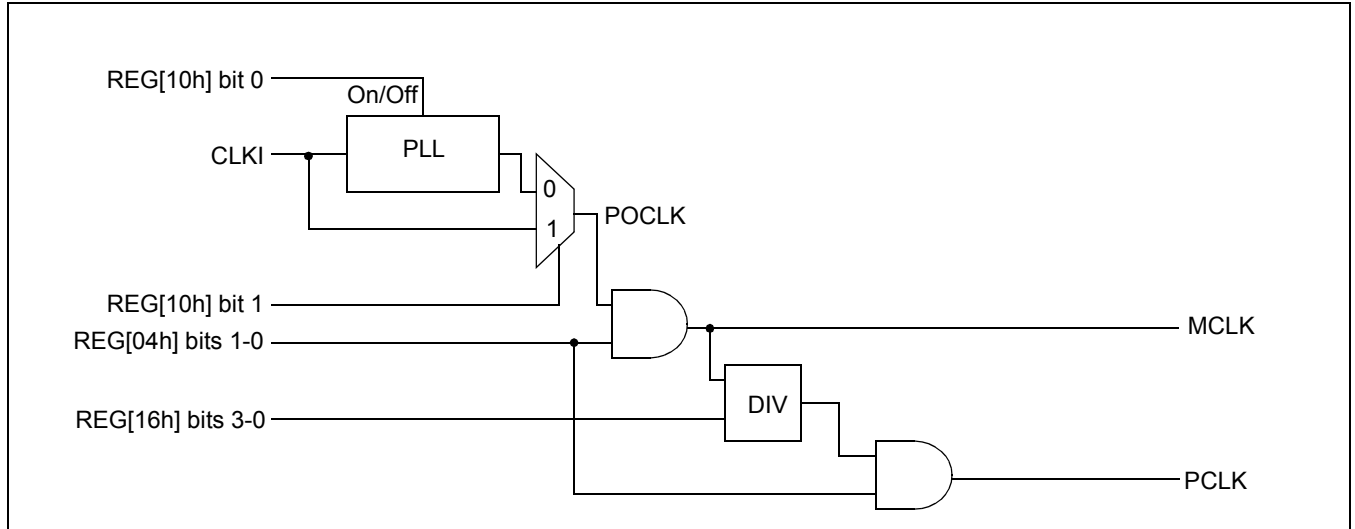 REG[10h] bit 0
On/Off
CLKI
PLL
0
1
POCLK
REG[10h] bit 1
REG[04h] bits 1-0
MCLK
DIV
REG[16h] bits 3-0
PCLK